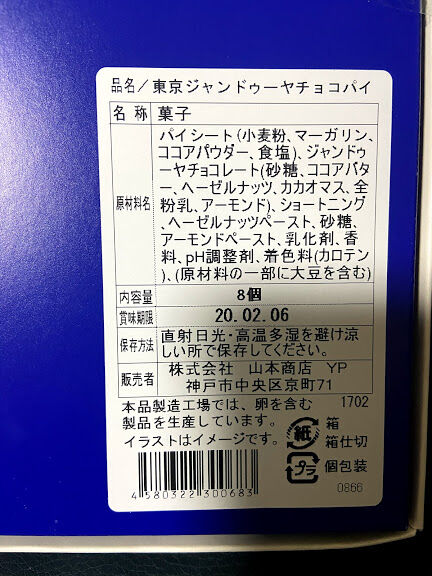 品名／東京ジャンドゥーヤチョコパイ
名称 菓子
原材料名 パイシート(小麦粉、マーガリン、
ココアパウダー、食塩)、ジャンドゥ
ーヤチョコレート(砂糖、ココアバタ
ー、ヘーゼルナッツ、カカオマス、全
粉乳、アーモンド)、ショートニング、
ヘーゼルナッツペースト、砂糖、
アーモンドペースト、乳化剤、香
料、pH調整剤、着色料(カロテン)
、(原材料の一部に大豆を含む)
内容量 8個
賞味期限 20.02.06
保存方法 直射日光・高温多湿を避け涼
しい所で保存してください。
販売者 株式会社 山本商店 YP
神戸市中央区京町71
本品製造工場では、卵を含む 1702
製品を生産しています。
イラストはイメージです。
紙 箱
箱仕切
プラ 個包装
4580322300683
0866